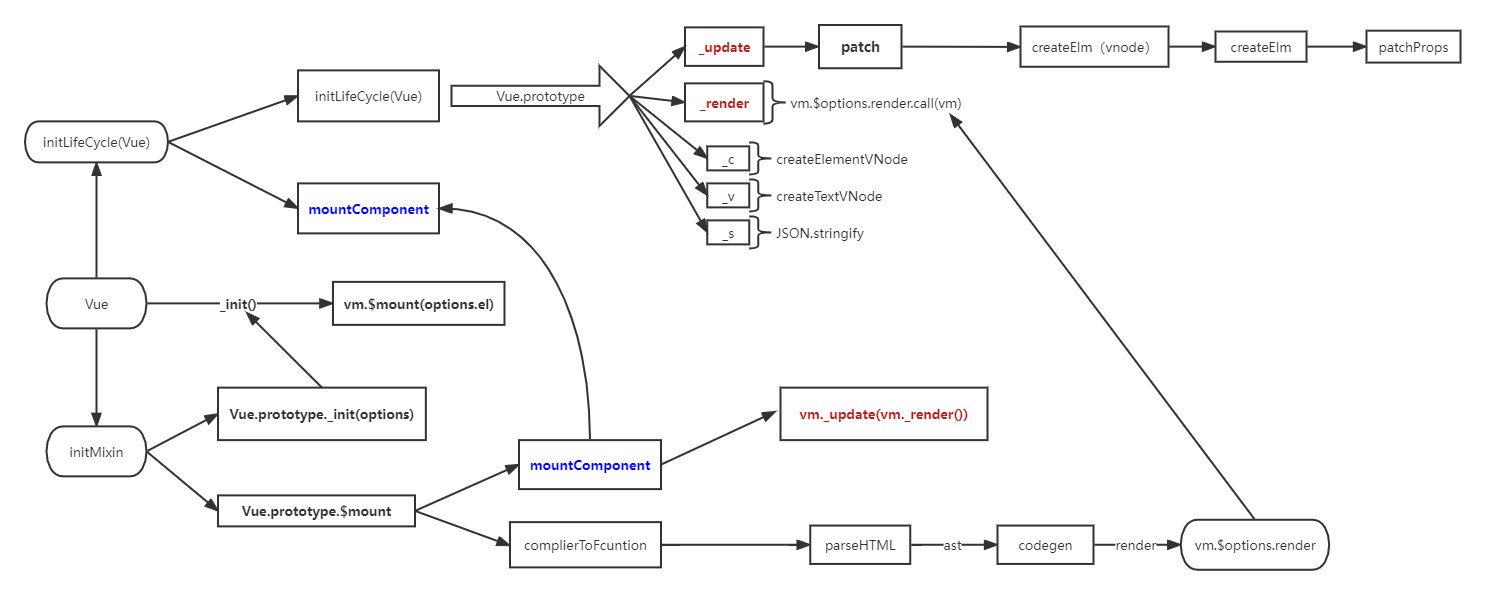 _update
patch
createElm（vnode）
createElm
patchProps
initLifeCycle(Vue)
Vue.prototype
_render
vm.$options.render.call(vm)
initLifeCycle(Vue)
_c
createElementVNode
_v
createTextVNode
mountComponent
_s
JSON.stringify
Vue
_init()
vm.$mount(options.el)
Vue.prototype._init(options)
vm._update(vm._render())
initMixin
mountComponent
Vue.prototype.$mount
complierToFcuntion
parseHTML
ast
codegen
render
vm.$options.render